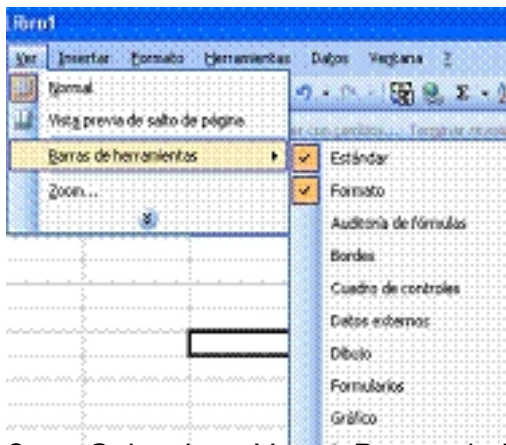 Libro1
Ver Insertar Formato Herramientas Datos Ventana ?
Normal
Vista previa de salto de página
Barras de herramientas
Zoom...
Estándar
Formato
Auditoría de fórmulas
Bordes
Cuadro de controles
Datos externos
Dibujo
Formularios
Gráfico